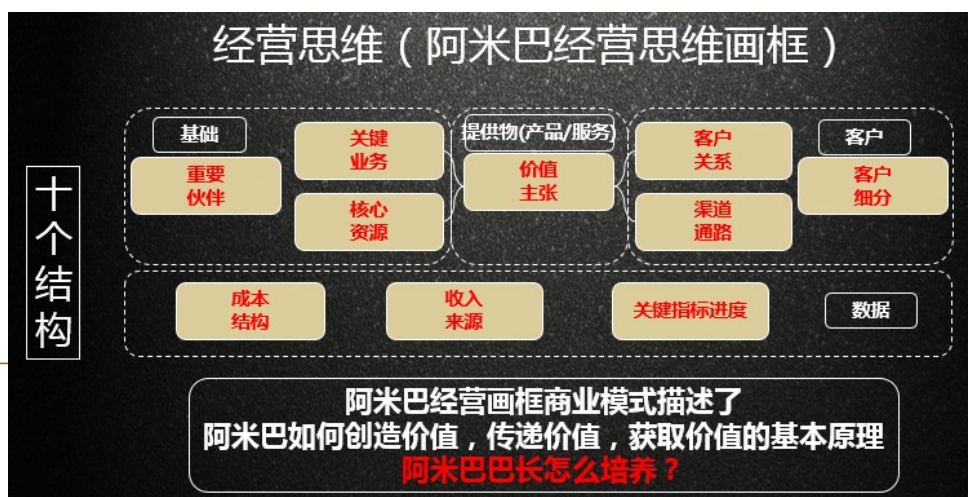 经营思维（阿米巴经营思维画框）
十个结构
基础
重要
伙伴
关键
业务
核心
资源
提供物(产品/服务)
价值
主张
客户
关系
渠道
通路
客户
客户
细分
成本
结构
收入
来源
关键指标进度
数据
阿米巴经营画框商业模式描述了
阿米巴如何创造价值，传递价值，获取价值的基本原理
阿米巴巴长怎么培养？